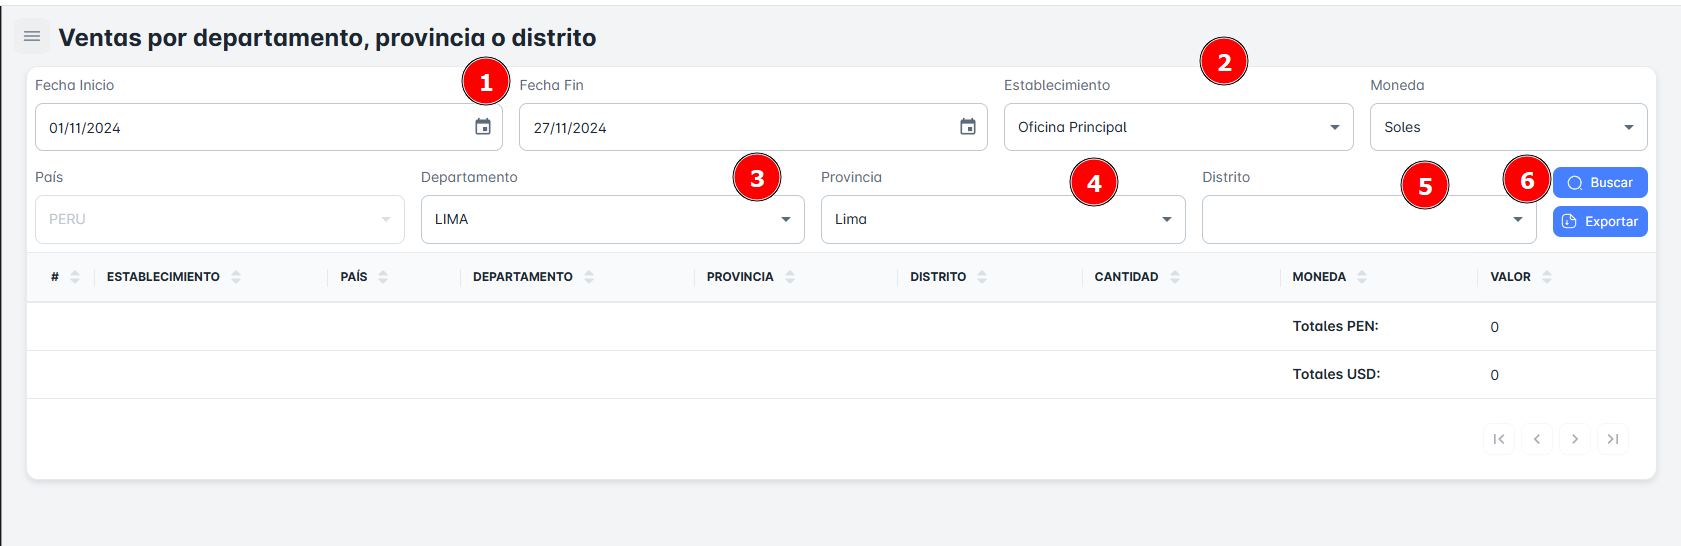 Ventas por departamento, provincia o distrito
1 2
Fecha Inicio Fecha Fin Establecimiento Moneda
01/11/2024 27/11/2024 Oficina Principal Soles
País Departamento 3 Provincia 4 Distrito 5 6 Buscar
PERU LIMA Lima Exportar
# ESTABLECIMIENTO PAÍS DEPARTAMENTO PROVINCIA DISTRITO CANTIDAD MONEDA VALOR
Totales PEN: 0
Totales USD: 0